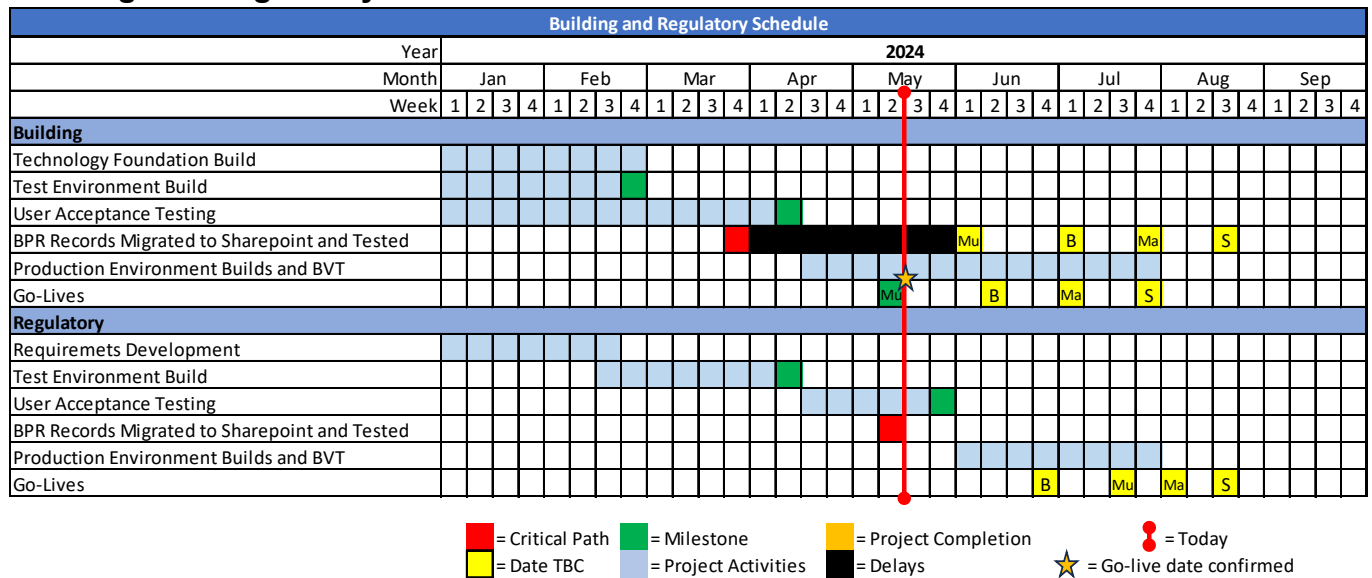 Building and Regulatory Schedule
Year 2024
Month Jan Feb Mar Apr May Jun Jul Aug Sep
Week 1 2 3 4 1 2 3 4 1 2 3 4 1 2 3 4 1 2 3 4 1 2 3 4 1 2 3 4 1 2 3 4 1 2 3 4
Building
Technology Foundation Build
Test Environment Build
User Acceptance Testing
BPR Records Migrated to Sharepoint and Tested Mu B Ma S
Production Environment Builds and BVT
Go-Lives Mu B Ma S
Regulatory
Requiremets Development
Test Environment Build
User Acceptance Testing
BPR Records Migrated to Sharepoint and Tested
Production Environment Builds and BVT
Go-Lives B Mu Ma S
= Critical Path = Milestone = Project Completion = Today
= Date TBC = Project Activities = Delays = Go-live date confirmed